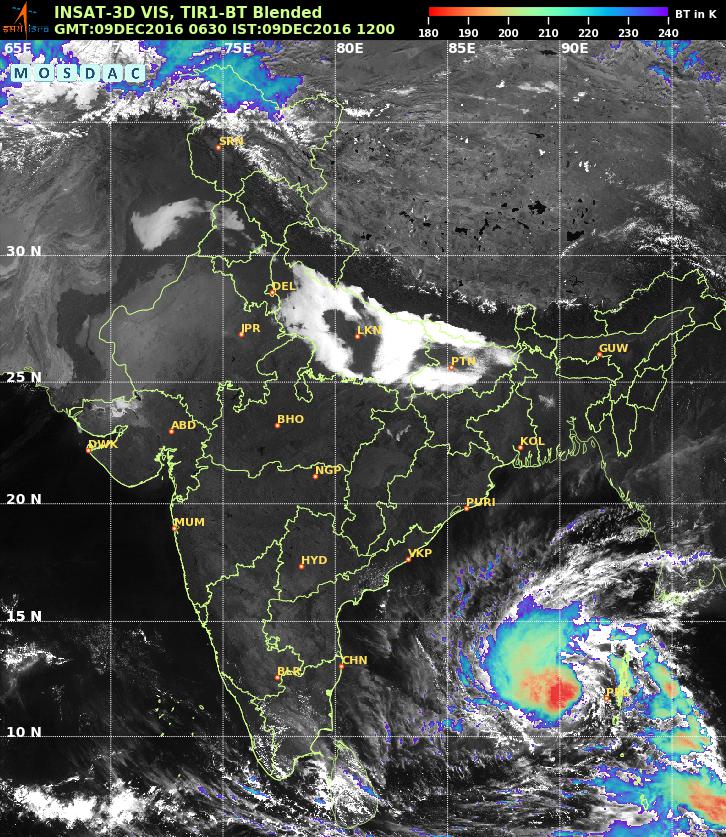 INSAT-3D VIS, TIR1-BT Blended
GMT:09DEC2016 0630 IST:09DEC2016 1200
BT in K
180 190 200 210 220 230 240
65E 75E 80E 85E 90E
MOSDAC
SRN
30 N
DEL
JPR LKN
GUW
PTN
25 N
ABD BHO
DWK KOL
NGP
20 N
PURI
MUM
VKP
HYD
15 N
CHN
BLR
10 N